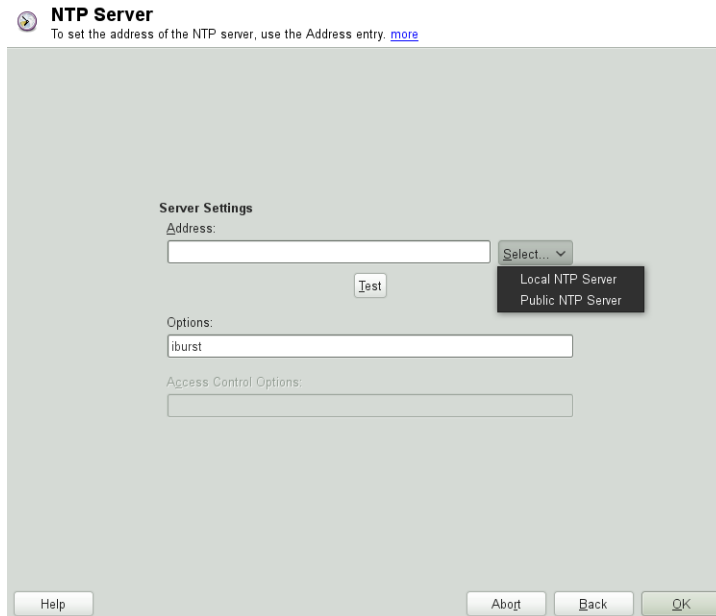 NTP Server
To set the address of the NTP server, use the Address entry. more
Server Settings
Address:
Select...
Local NTP Server
Public NTP Server
Test
Options:
iburst
Access Control Options:
Help
Abort
Back
OK